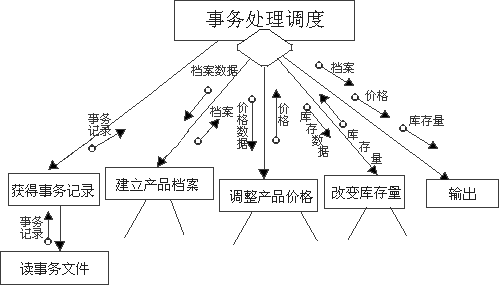 事务处理调度
档案数据
档案
档案
价格
库存量
事务
记录
价格
数据
价格
库存
数据
库存
量
获得事务记录
建立产品档案
调整产品价格
改变库存量
输出
事务
记录
读事务文件